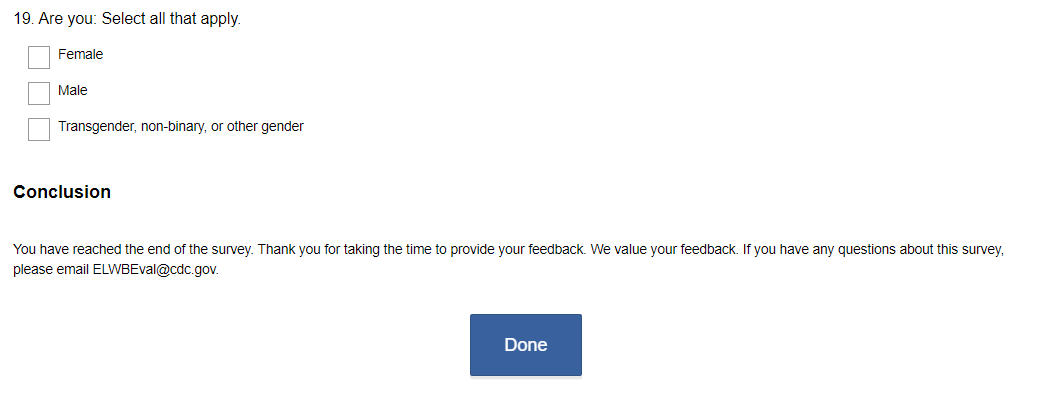 19. Are you: Select all that apply.
Female
Male
Transgender, non-binary, or other gender
Conclusion
You have reached the end of the survey. Thank you for taking the time to provide your feedback. We value your feedback. If you have any questions about this survey,
please email ELWBEval@cdc.gov.
Done